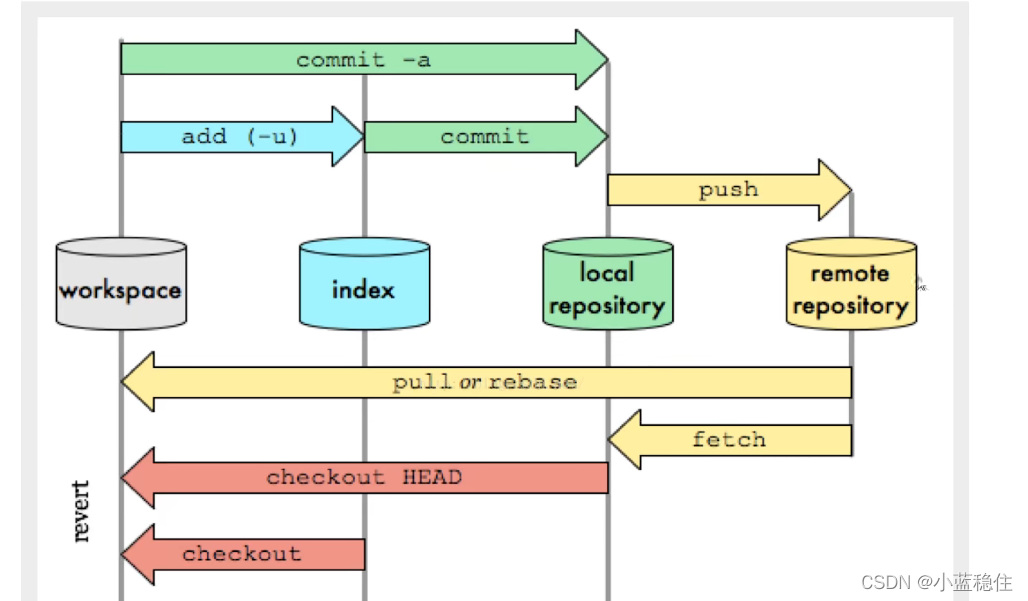 commit -a
add (-u)
commit
push
workspace
index
local
repository
remote
repository
pull or rebase
fetch
checkout HEAD
revert
checkout
CSDN @小蓝稳住